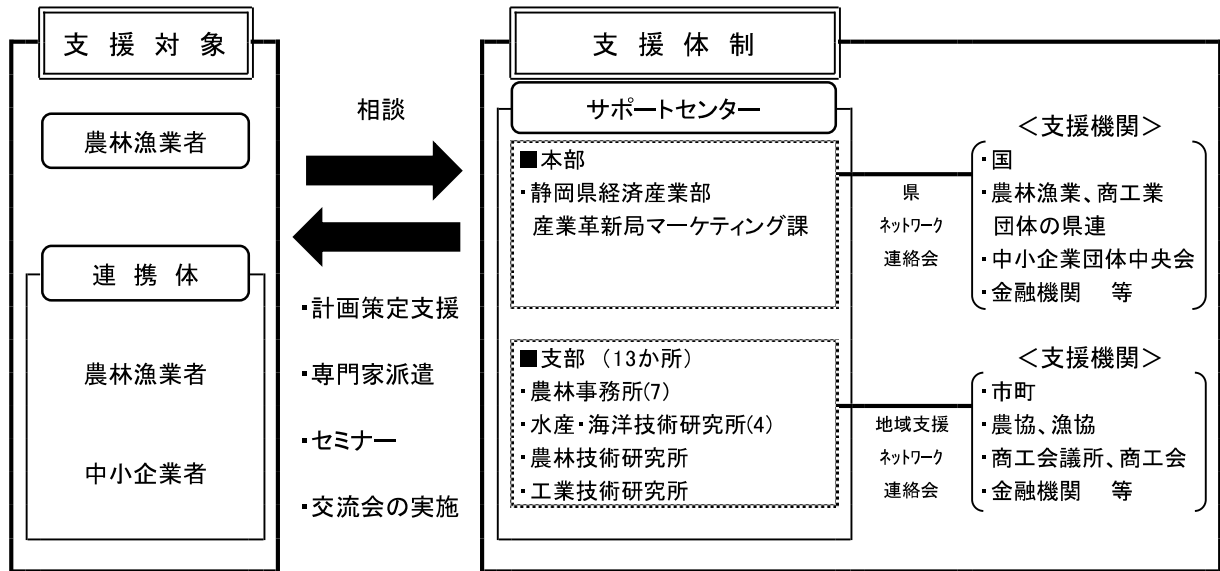 支援対象
農林漁業者
連携体
農林漁業者
中小企業者
相談
・計画策定支援
・専門家派遣
・セミナー
・交流会の実施
支援体制
サポートセンター
■本部
・静岡県経済産業部
産業革新局マーケティング課
■支部 (13か所)
・農林事務所(7)
・水産・海洋技術研究所(4)
・農林技術研究所
・工業技術研究所
県
ネットワーク
連絡会
＜支援機関＞
・国
・農林漁業、商工業
団体の県連
・中小企業団体中央会
・金融機関 等
地域支援
ネットワーク
連絡会
＜支援機関＞
・市町
・農協、漁協
・商工会議所、商工会
・金融機関 等